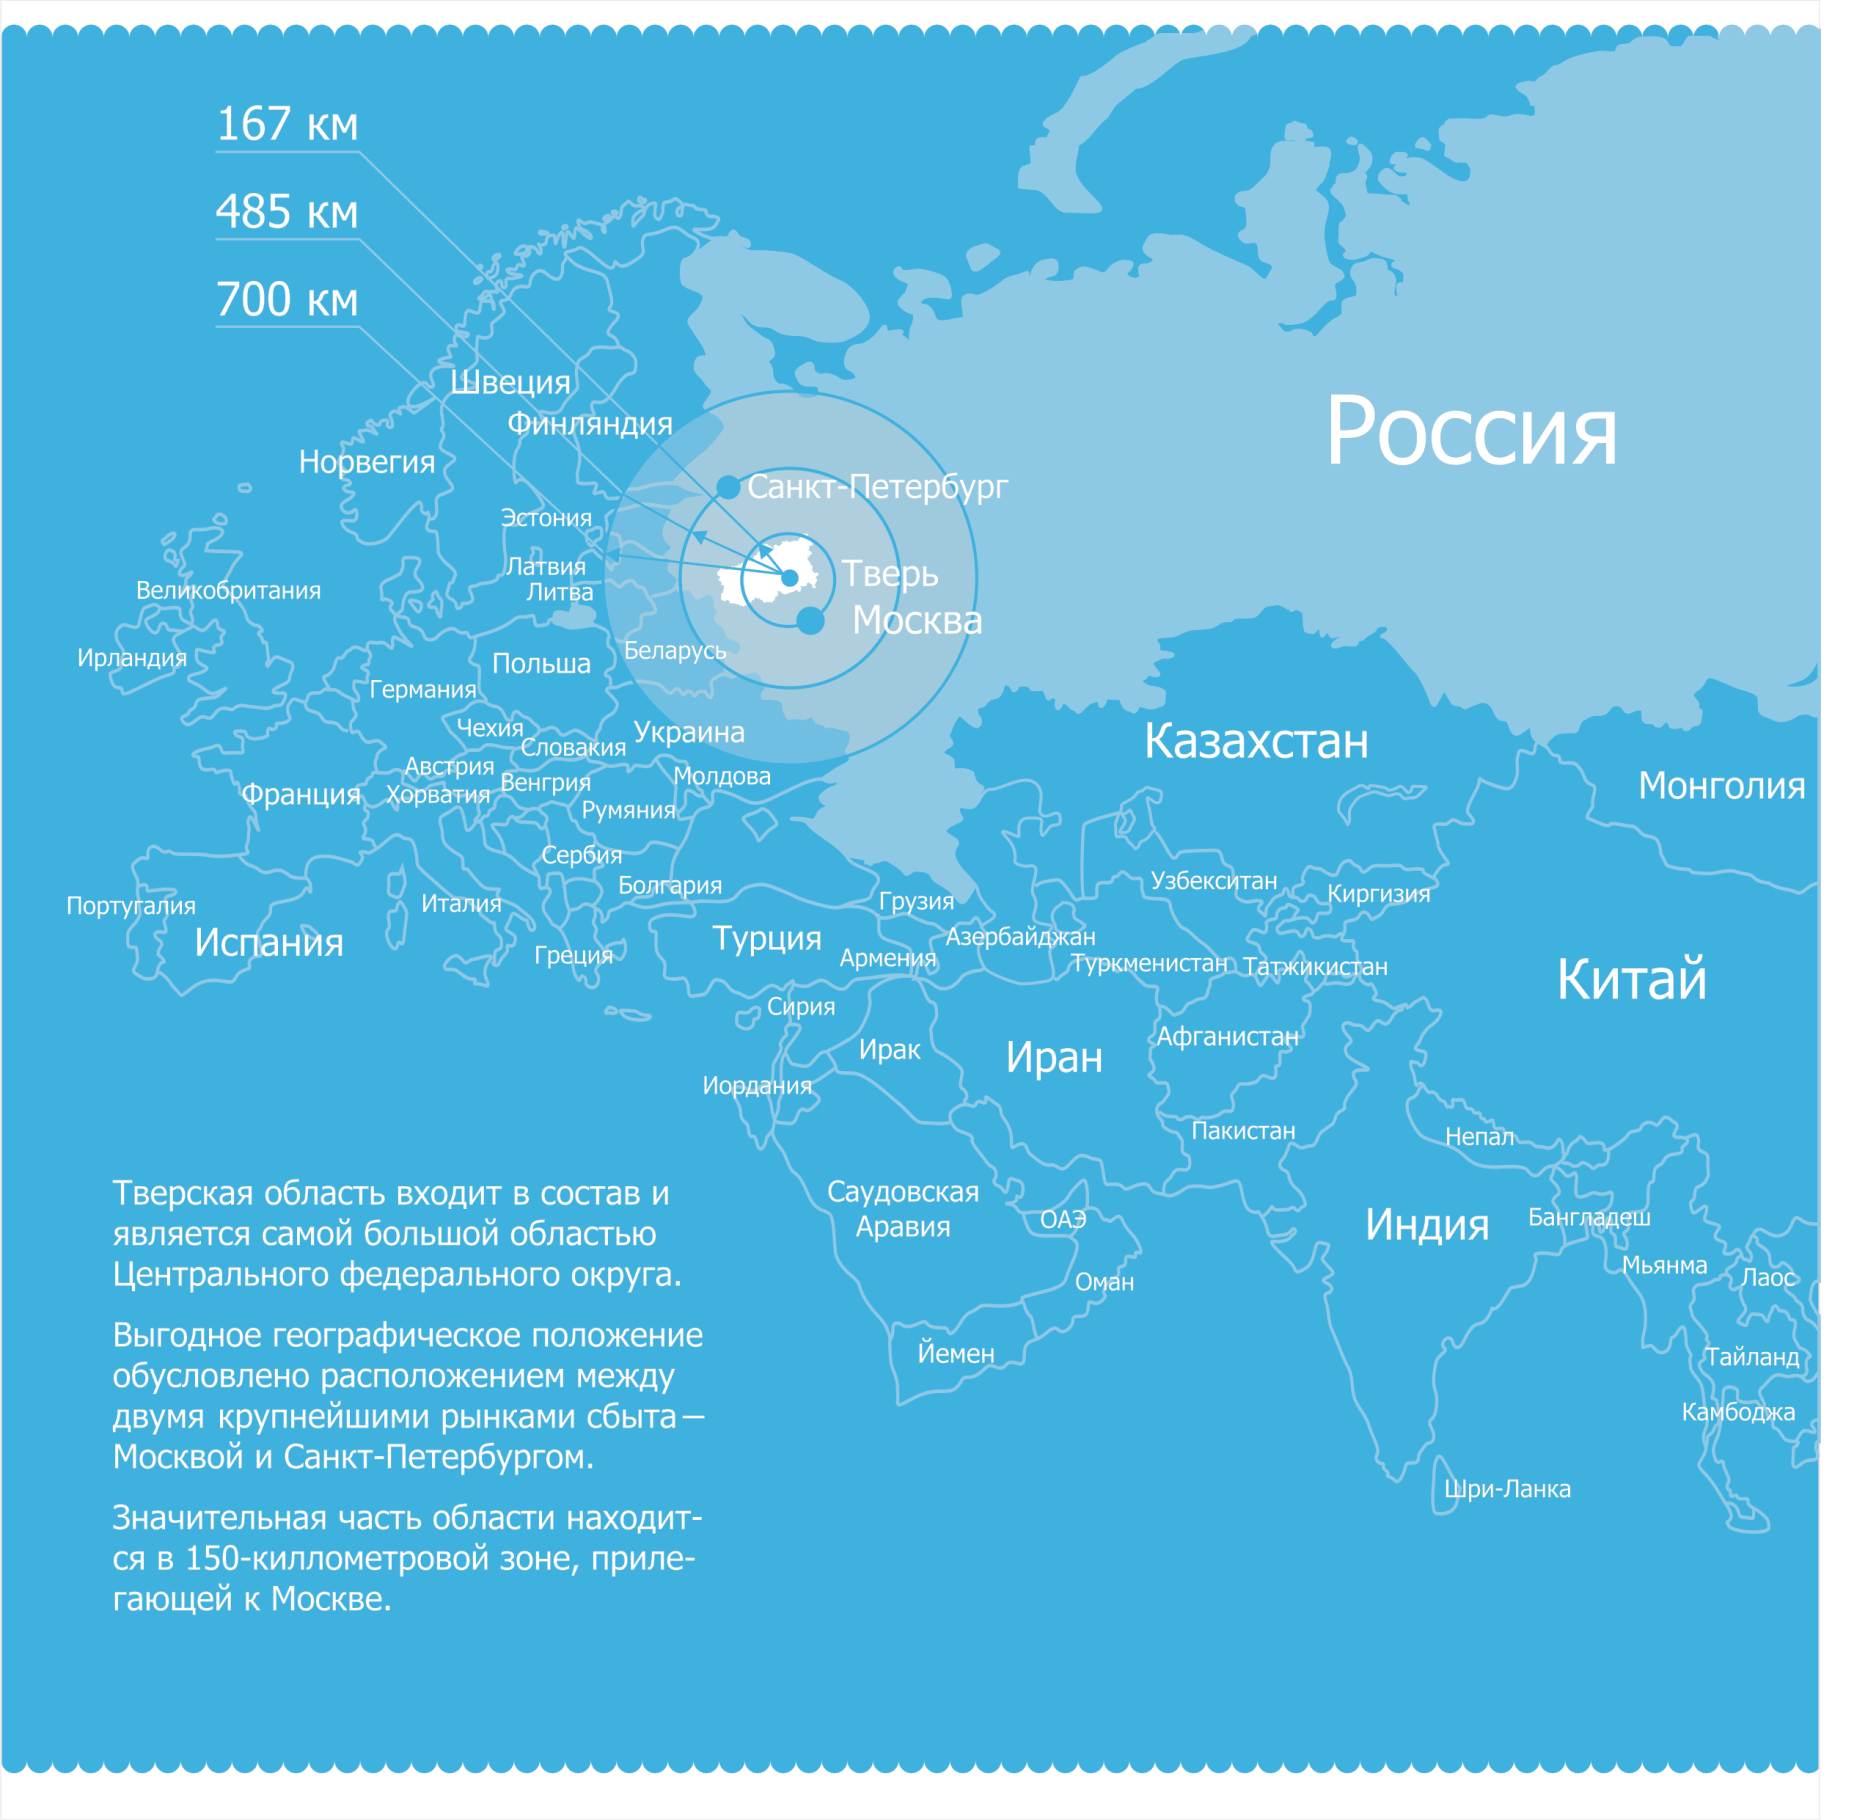 167 км
485 км
700 км
Россия
Швеция
Финляндия
Норвегия
Санкт-Петербург
Эстония
Латвия
Тверь
Великобритания
Литва
Москва
Ирландия
Польша
Беларусь
Германия
Чехия
Украина
Словакия
Казахстан
Австрия
Венгрия
Молдова
Монголия
Франция
Хорватия
Румыния
Сербия
Болгария
Узбекситан
Киргизия
Португалия
Италия
Грузия
Испания
Турция
Азербайджан
Греция
Армения
Туркменистан
Татжикистан
Китай
Сирия
Ирак
Иран
Афганистан
Иордания
Пакистан
Непал
Саудовская
Аравия
ОАЭ
Индия
Бангладеш
Оман
Мьянма
Лаос
Йемен
Тайланд
Камбоджа
Шри-Ланка
Тверская область входит в состав и
является самой большой областью
Центрального федерального округа.
Выгодное географическое положение
обусловлено расположением между
двумя крупнейшими рынками сбыта —
Москвой и Санкт-Петербургом.
Значительная часть области находит-
ся в 150-киллометровой зоне, приле-
гающей к Москве.